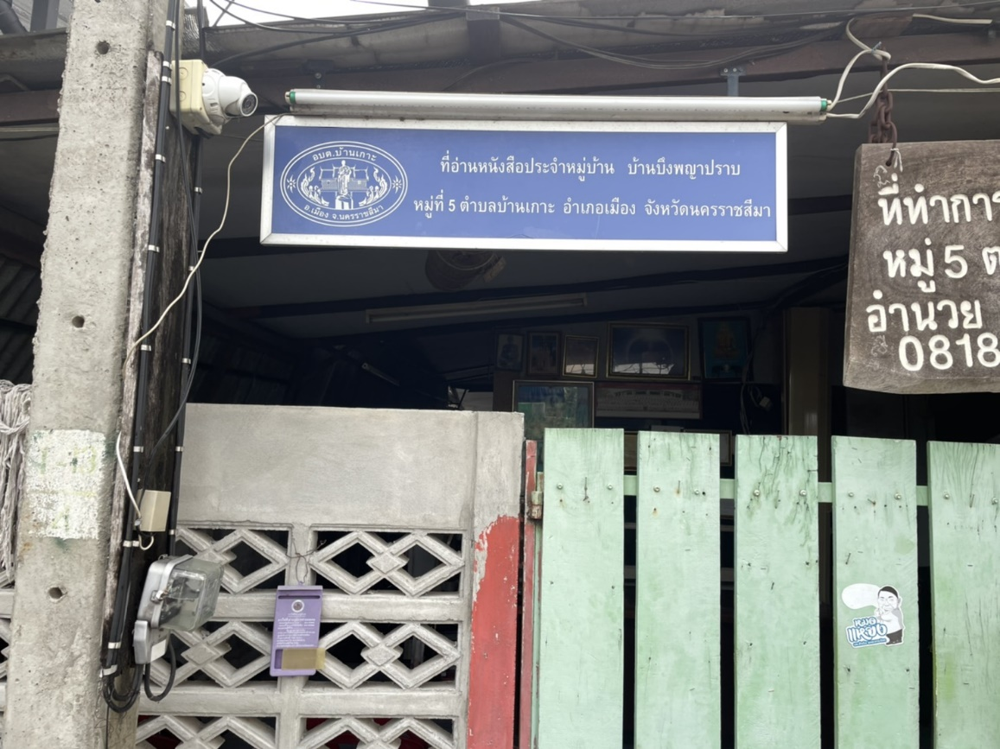 อบต.บ้านเกาะ
อ.เมือง จ.นครราชสีมา
ที่อ่านหนังสือประจำหมู่บ้าน บ้านบึงพญาปราบ
หมู่ที่ 5 ตำบลบ้านเกาะ อำเภอเมือง จังหวัดนครราชสีมา
ที่ทำการ
หมู่ 5 ต
อำนวย
0818
หมอ
แหยง